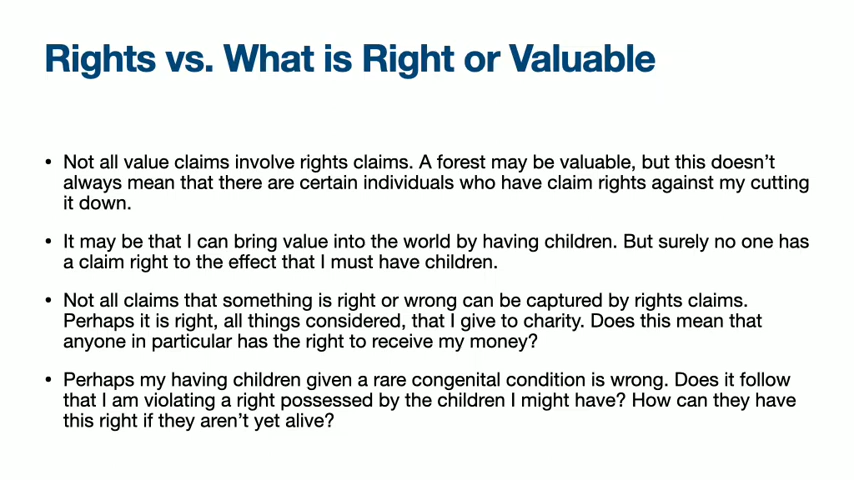 Rights vs. What is Right or Valuable
• Not all value claims involve rights claims. A forest may be valuable, but this doesn’t
always mean that there are certain individuals who have claim rights against my cutting
it down.
• It may be that I can bring value into the world by having children. But surely no one has
a claim right to the effect that I must have children.
• Not all claims that something is right or wrong can be captured by rights claims.
Perhaps it is right, all things considered, that I give to charity. Does this mean that
anyone in particular has the right to receive my money?
• Perhaps my having children given a rare congenital condition is wrong. Does it follow
that I am violating a right possessed by the children I might have? How can they have
this right if they aren’t yet alive?